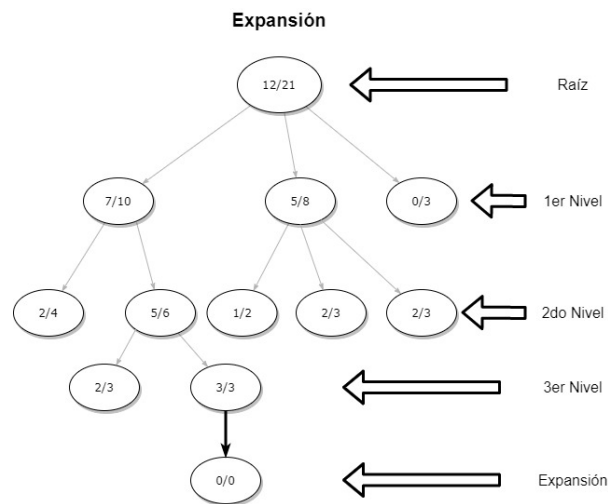 Expansión
12/21
Raíz
7/10
5/8
0/3
1er Nivel
2/4
5/6
1/2
2/3
2/3
2do Nivel
2/3
3/3
3er Nivel
0/0
Expansión